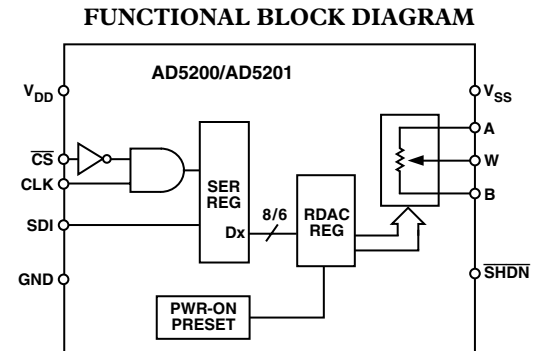 FUNCTIONAL BLOCK DIAGRAM
AD5200/AD5201
VDD
VSS
A
CS
W
CLK
SER
REG
B
8/6
RDAC
REG
SDI
Dx
GND
SHDN
PWR-ON
PRESET